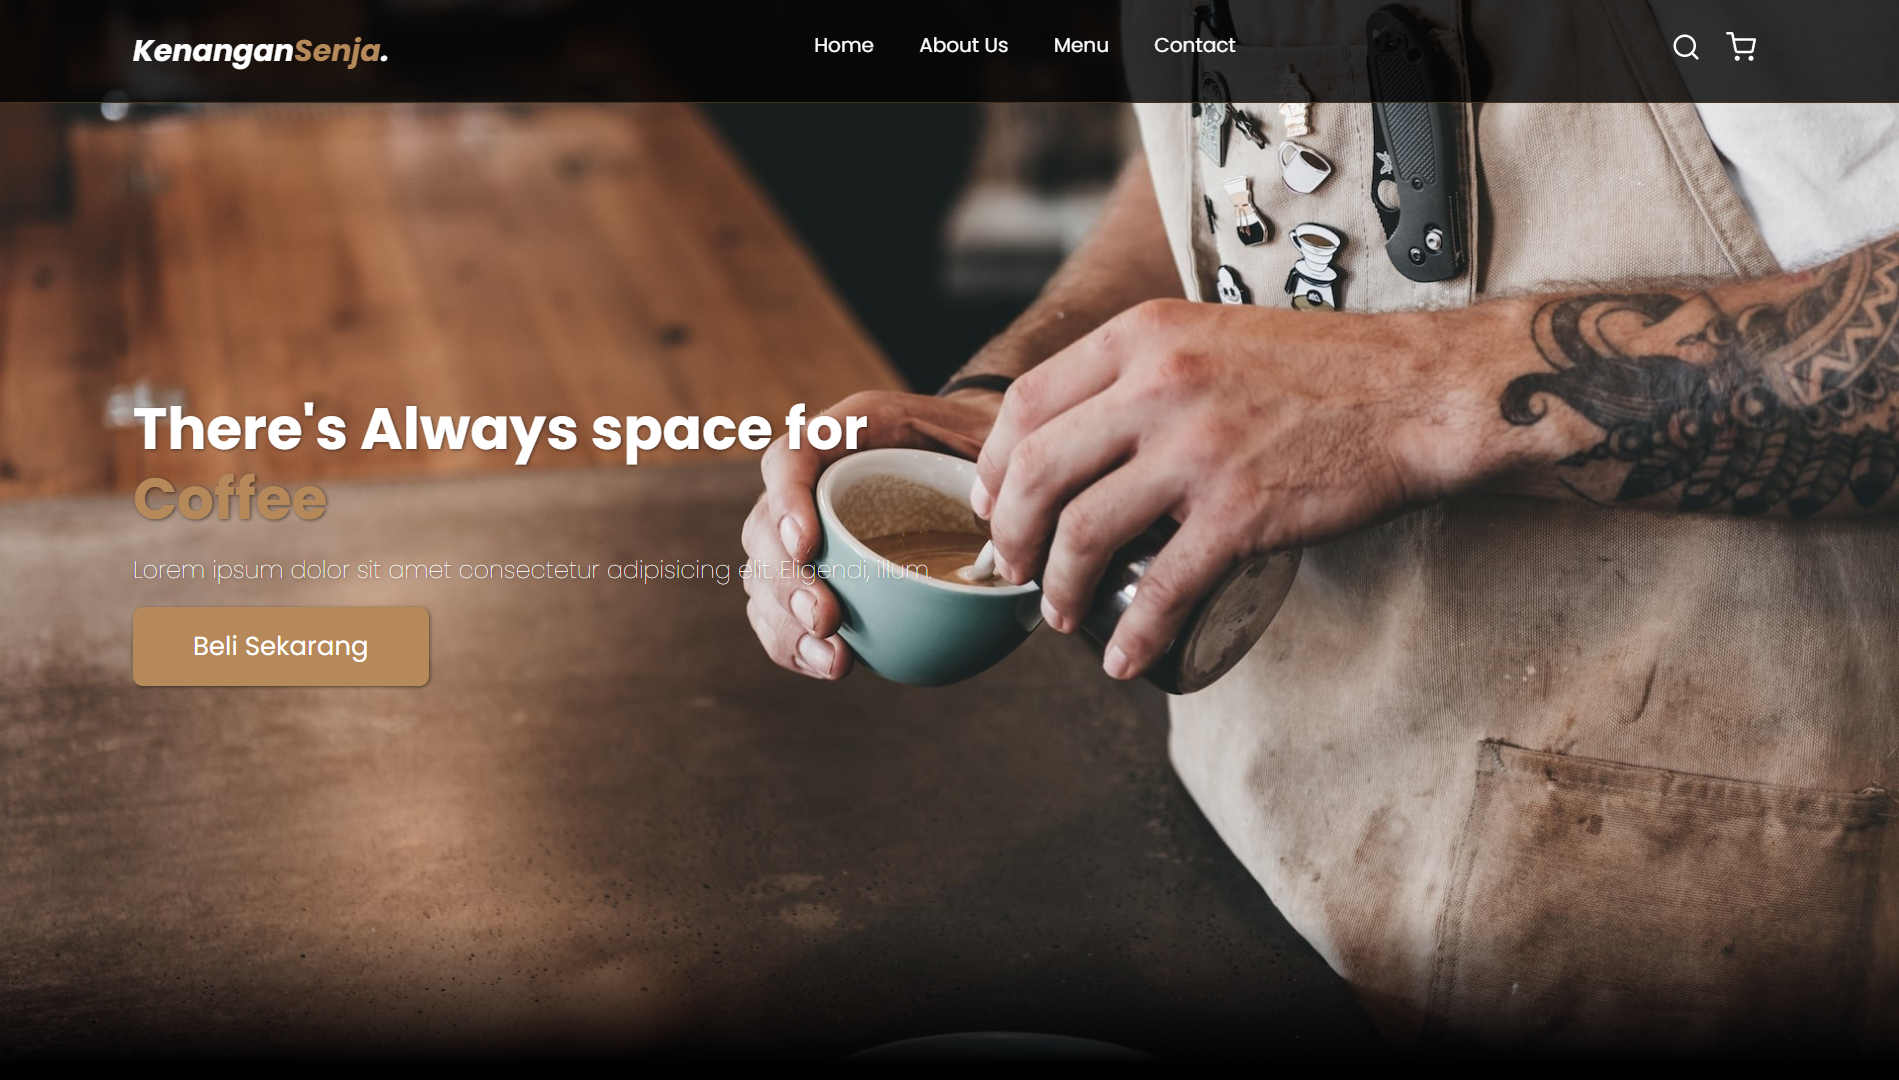 KenanganSenja.
Home About Us Menu Contact
There's Always space for
Coffee
Lorem ipsum dolor sit amet consectetur adipisicing elit. Eligendi, illum.
Beli Sekarang